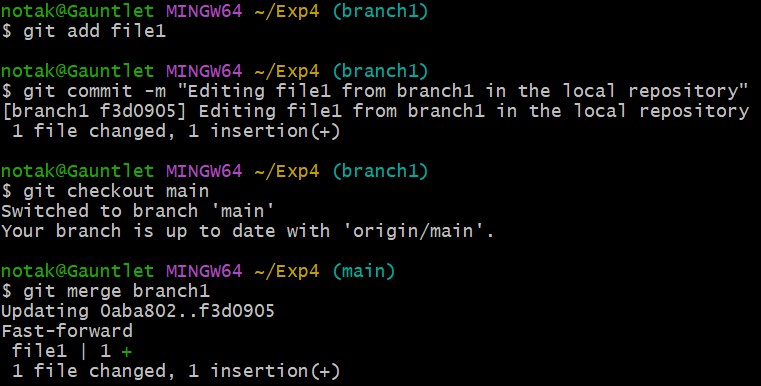 notak@Gauntlet MINGW64 ~/Exp4 (branch1)
$ git add file1
notak@Gauntlet MINGW64 ~/Exp4 (branch1)
$ git commit -m "Editing file1 from branch1 in the local repository"
[branch1 f3d0905] Editing file1 from branch1 in the local repository
 1 file changed, 1 insertion(+)
notak@Gauntlet MINGW64 ~/Exp4 (branch1)
$ git checkout main
Switched to branch 'main'
Your branch is up to date with 'origin/main'.
notak@Gauntlet MINGW64 ~/Exp4 (main)
$ git merge branch1
Updating 0aba802..f3d0905
Fast-forward
 file1 | 1 +
 1 file changed, 1 insertion(+)